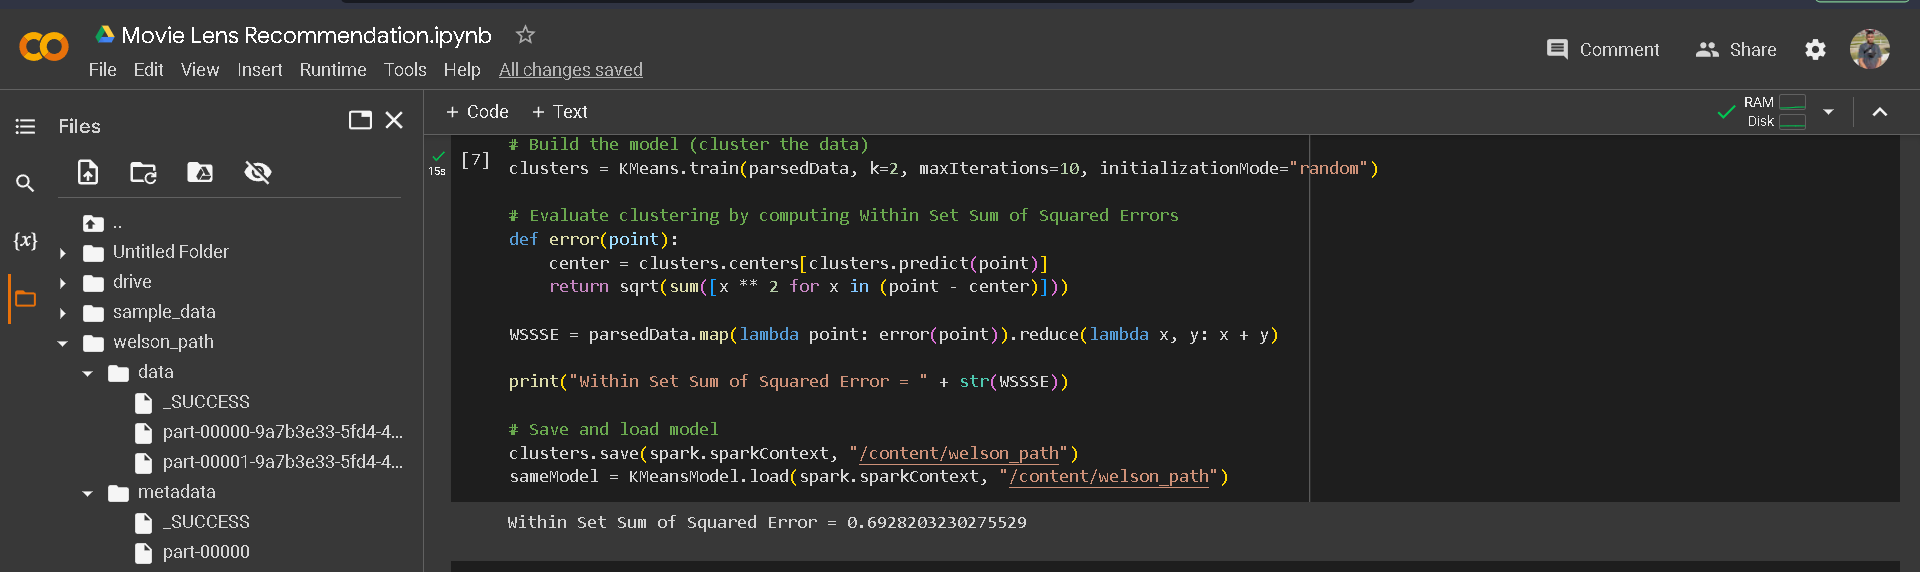 Movie Lens Recommendation.ipynb
File Edit View Insert Runtime Tools Help All changes saved
Comment Share
Files
+ Code + Text
RAM
Disk
..
Untitled Folder
drive
sample_data
welson_path
data
_SUCCESS
part-00000-9a7b3e33-5fd4-4...
part-00001-9a7b3e33-5fd4-4...
metadata
_SUCCESS
part-00000
{x}
15s
[7]
# Build the model (cluster the data)
clusters = KMeans.train(parsedData, k=2, maxIterations=10, initializationMode="random")
# Evaluate clustering by computing Within Set Sum of Squared Errors
def error(point):
    center = clusters.centers[clusters.predict(point)]
    return sqrt(sum([x ** 2 for x in (point - center)]))
WSSSE = parsedData.map(lambda point: error(point)).reduce(lambda x, y: x + y)
print("Within Set Sum of Squared Error = " + str(WSSSE))
# Save and load model
clusters.save(spark.sparkContext, "/content/welson_path")
sameModel = KMeansModel.load(spark.sparkContext, "/content/welson_path")
Within Set Sum of Squared Error = 0.6928203230275529